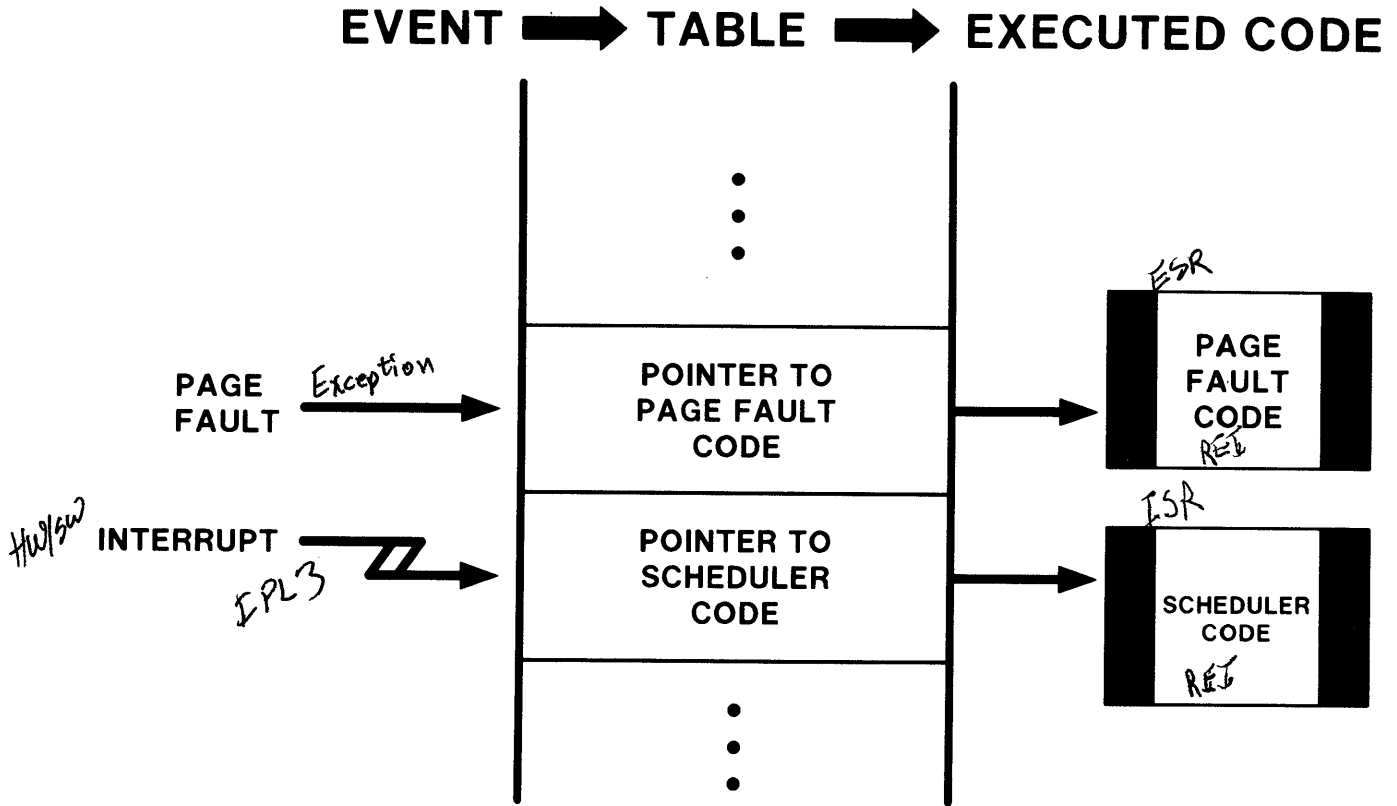 EVENT TABLE EXECUTED CODE
ESR
PAGE
FAULT
Exception
POINTER TO
PAGE FAULT
CODE
PAGE
FAULT
CODE
REI
HW/SW INTERRUPT
IPL3
POINTER TO
SCHEDULER
CODE
ISR
SCHEDULER
CODE
REI